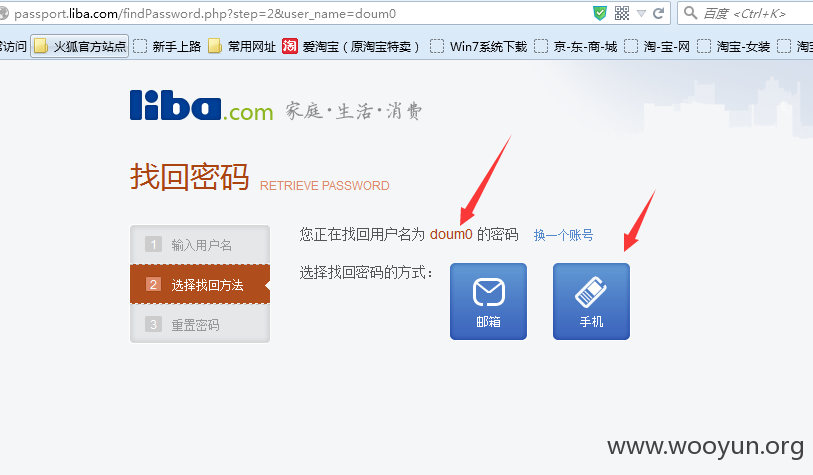 passport.liba.com/findPassword.php?step=2&user_name=doum0
百度 <Ctrl+K>
常访问 火狐官方站点 新手上路 常用网址 淘 爱淘宝（原淘宝特卖） Win7系统下载 京-东-商-城 淘-宝-网 淘宝-女装 淘
liba.com 家庭·生活·消费
找回密码 RETRIEVE PASSWORD
1 输入用户名
2 选择找回方法
3 重置密码
您正在找回用户名为 doum0 的密码 换一个账号
选择找回密码的方式：
邮箱
手机
www.wooyun.org